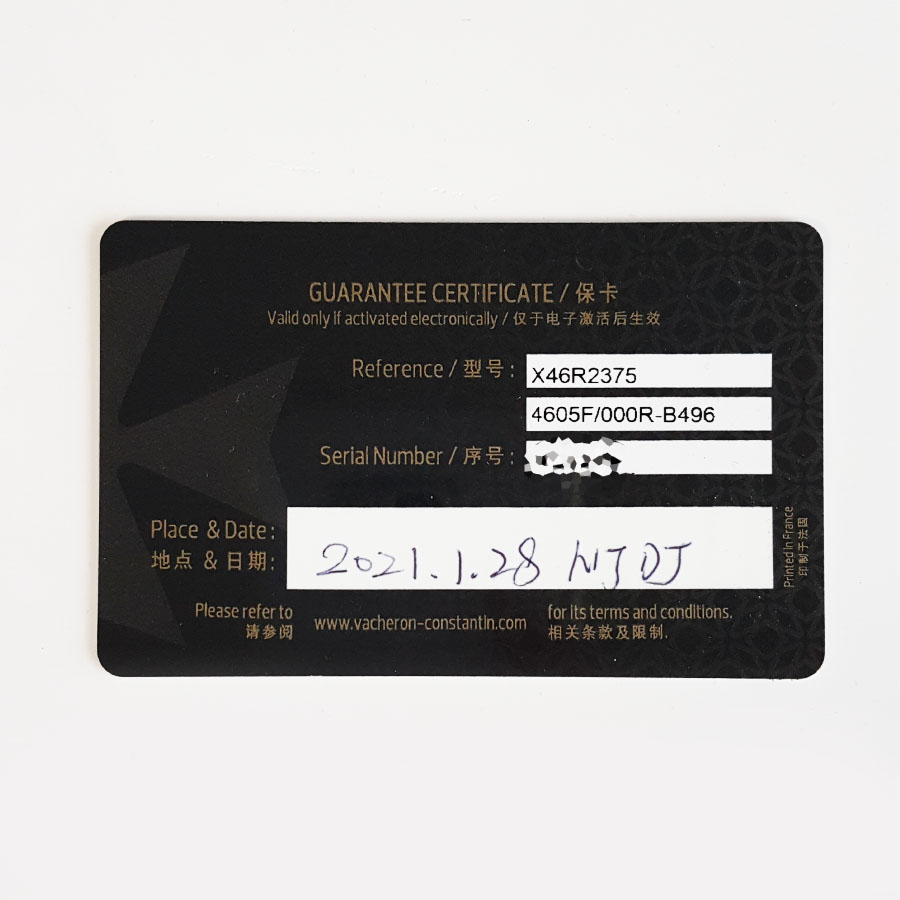 GUARANTEE CERTIFICATE / 保卡
Valid only if activated electronically / 仅于电子激活后生效
Reference / 型号: X46R2375
4605F/000R-B496
Serial Number / 序号:
Place & Date:
地点 & 日期:
2021.1.28 NJDJ
Please refer to
请参阅
www.vacheron-constantin.com
for its terms and conditions.
相关条款及限制.
Printed In France
印制于法国